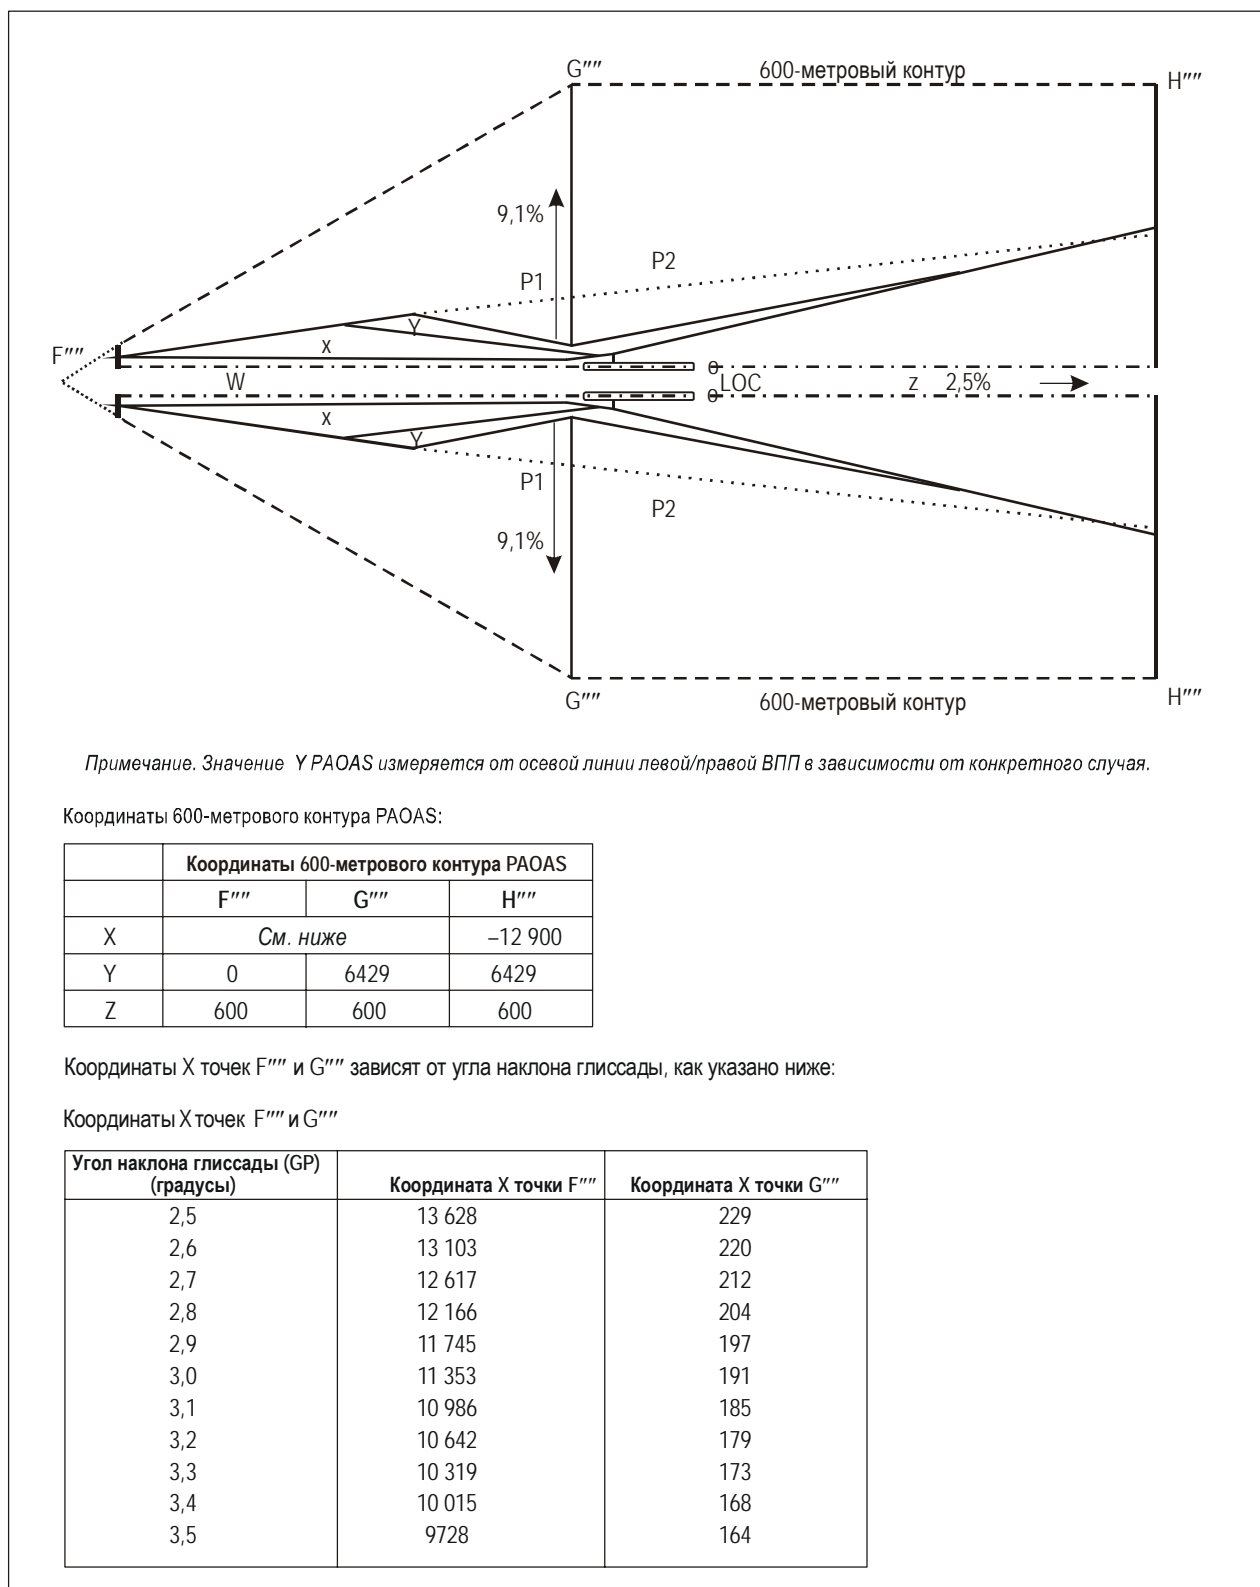 G″″ 600-метровый контур H″″
9,1%
P2
P1
Y
F″″ x
W LOC z 2,5%
x
Y
P1
P2
9,1%
G″″ 600-метровый контур H″″
Примечание. Значение Y PAOAS измеряется от осевой линии левой/правой ВПП в зависимости от конкретного случая.
Координаты 600-метрового контура PAOAS:
Координаты 600-метрового контура PAOAS
F″″ G″″ H″″
X См. ниже –12 900
Y 0 6429 6429
Z 600 600 600
Координаты X точек F″″ и G″″ зависят от угла наклона глиссады, как указано ниже:
Координаты X точек F″″ и G″″
Угол наклона глиссады (GP)
(градусы) Координата X точки F″″ Координата X точки G″″
2,5 13 628 229
2,6 13 103 220
2,7 12 617 212
2,8 12 166 204
2,9 11 745 197
3,0 11 353 191
3,1 10 986 185
3,2 10 642 179
3,3 10 319 173
3,4 10 015 168
3,5 9728 164